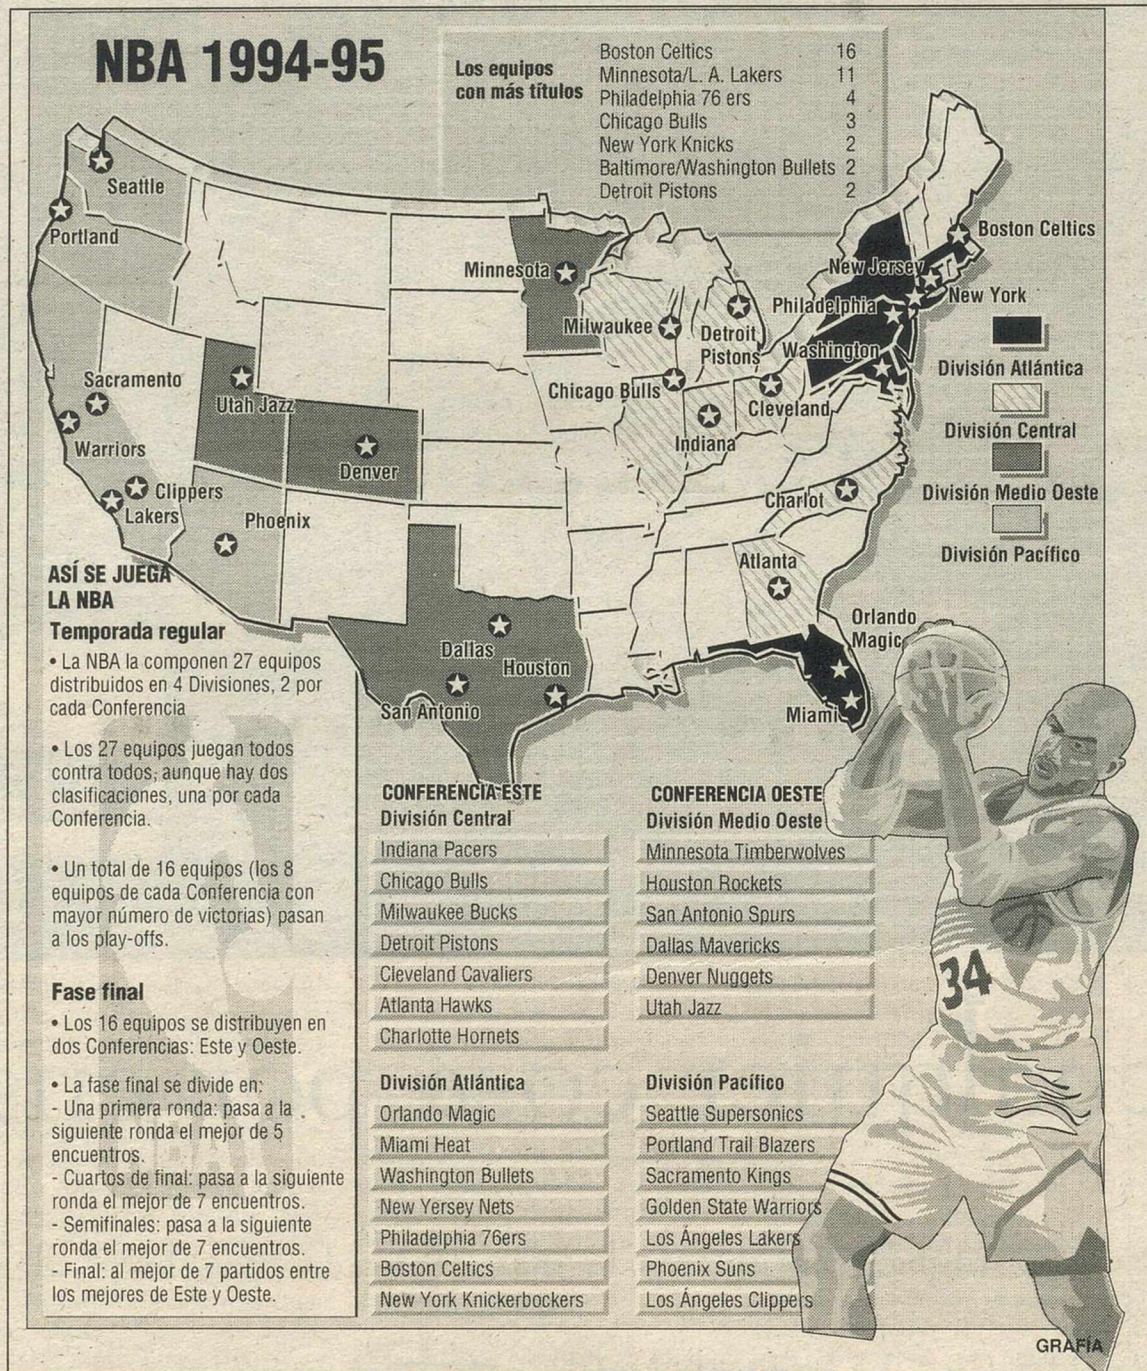 NBA 1994-95
Los equipos
con más títulos
Boston Celtics 16
Minnesota/L. A. Lakers 11
Philadelphia 76 ers 4
Chicago Bulls 3
New York Knicks 2
Baltimore/Washington Bullets 2
Detroit Pistons 2
Seattle
Portland
Boston Celtics
Minnesota
New Jersey
New York
Milwaukee
Detroit
Pistons
Philadelphia
Washington
División Atlántica
Sacramento
Utah Jazz
Chicago Bulls
Cleveland
División Central
Warriors
Denver
Indiana
Clippers
Lakers
Charlot
División Medio Oeste
Phoenix
División Pacífico
Atlanta
Orlando
Magic
Dallas
Houston
San Antonio
Miami
ASÍ SE JUEGA
LA NBA
Temporada regular
• La NBA la componen 27 equipos
distribuidos en 4 Divisiones, 2 por
cada Conferencia
• Los 27 equipos juegan todos
contra todos, aunque hay dos
clasificaciones, una por cada
Conferencia.
• Un total de 16 equipos (los 8
equipos de cada Conferencia con
mayor número de victorias) pasan
a los play-offs.
Fase final
• Los 16 equipos se distribuyen en
dos Conferencias: Este y Oeste.
• La fase final se divide en:
- Una primera ronda: pasa a la
siguiente ronda el mejor de 5
encuentros.
- Cuartos de final: pasa a la siguiente
ronda el mejor de 7 encuentros.
- Semifinales: pasa a la siguiente
ronda el mejor de 7 encuentros.
- Final: al mejor de 7 partidos entre
los mejores de Este y Oeste.
CONFERENCIA ESTE
División Central
Indiana Pacers
Chicago Bulls
Milwaukee Bucks
Detroit Pistons
Cleveland Cavaliers
Atlanta Hawks
Charlotte Hornets
División Atlántica
Orlando Magic
Miami Heat
Washington Bullets
New Yersey Nets
Philadelphia 76ers
Boston Celtics
New York Knickerbockers
CONFERENCIA OESTE
División Medio Oeste
Minnesota Timberwolves
Houston Rockets
San Antonio Spurs
Dallas Mavericks
Denver Nuggets
Utah Jazz
División Pacífico
Seattle Supersonics
Portland Trail Blazers
Sacramento Kings
Golden State Warriors
Los Ángeles Lakers
Phoenix Suns
Los Ángeles Clippers
34
GRAFÍA